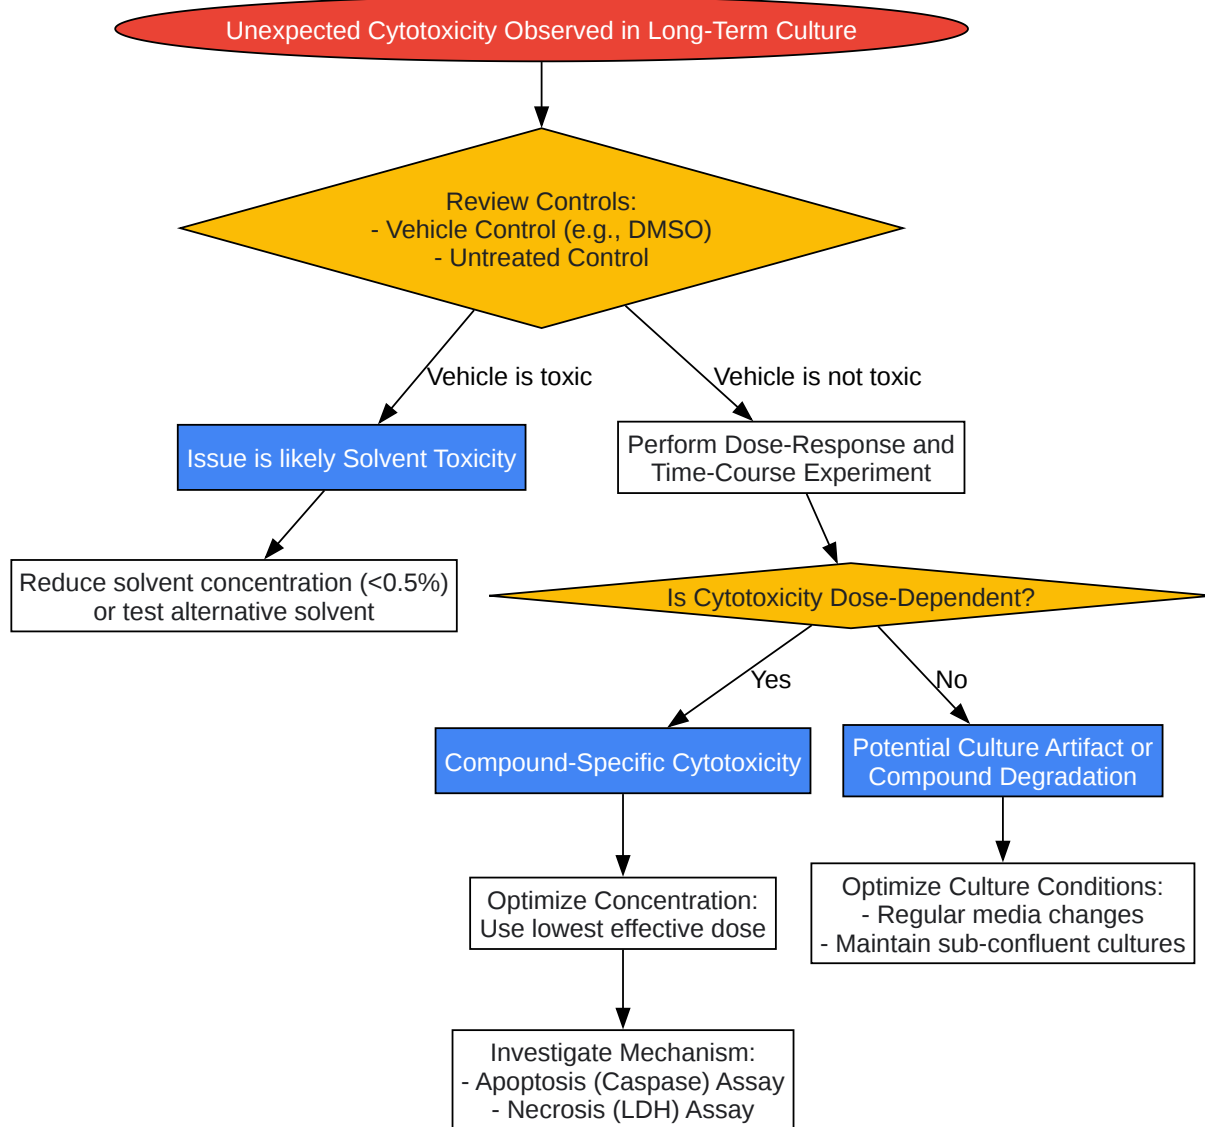 Unexpected Cytotoxicity Observed in Long-Term Culture
Review Controls:
- Vehicle Control (e.g., DMSO)
- Untreated Control
Vehicle is toxic
Vehicle is not toxic
Issue is likely Solvent Toxicity
Perform Dose-Response and
Time-Course Experiment
Reduce solvent concentration (<0.5%)
or test alternative solvent
Is Cytotoxicity Dose-Dependent?
Yes
No
Compound-Specific Cytotoxicity
Potential Culture Artifact or
Compound Degradation
Optimize Concentration:
Use lowest effective dose
Optimize Culture Conditions:
- Regular media changes
- Maintain sub-confluent cultures
Investigate Mechanism:
- Apoptosis (Caspase) Assay
- Necrosis (LDH) Assay